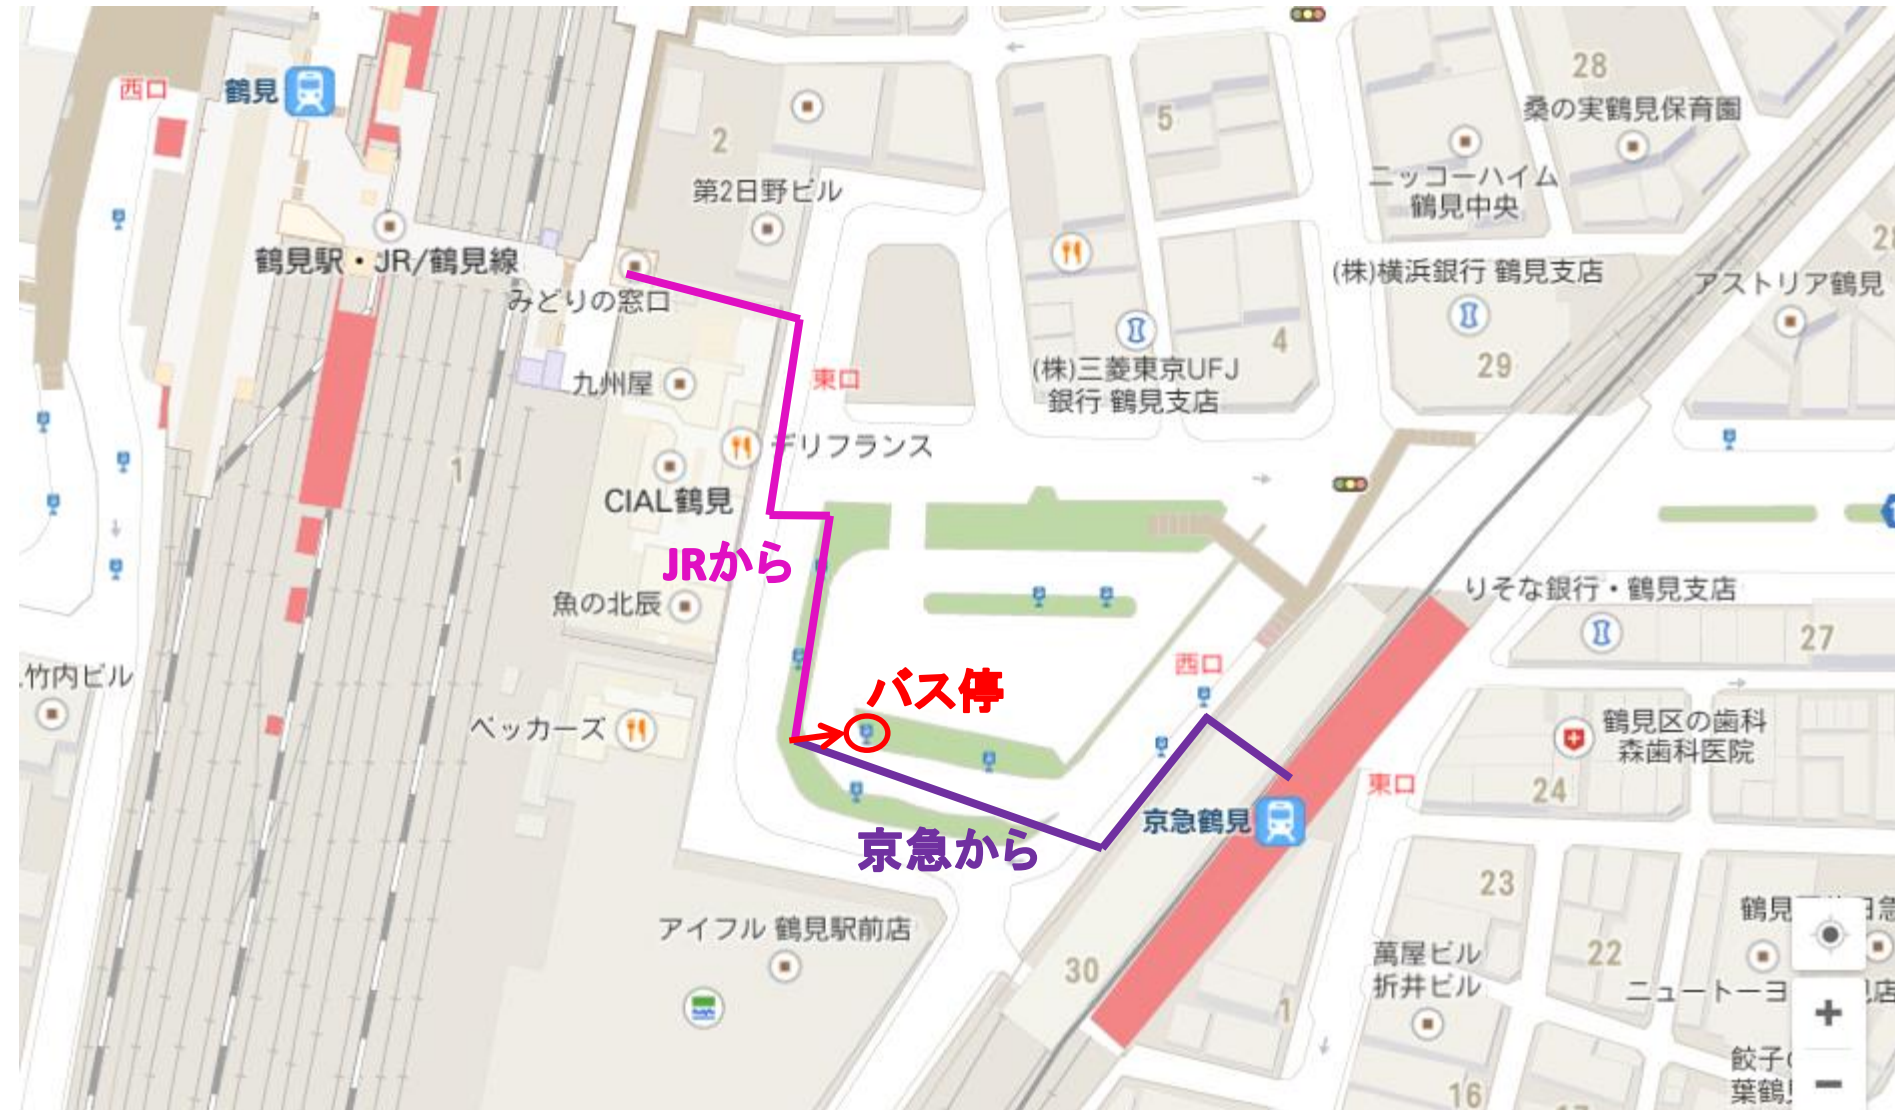 西口
鶴見
2
5
28
桑の実鶴見保育園
第2日野ビル
ニッコーハイム
鶴見中央
鶴見駅・JR/鶴見線
みどりの窓口
(株)横浜銀行 鶴見支店
アストリア鶴見
4
29
(株)三菱東京UFJ
銀行 鶴見支店
九州屋
東口
デリフランス
1
CIAL鶴見
JRから
魚の北辰
りそな銀行・鶴見支店
27
西口
竹内ビル
バス停
ベッカーズ
鶴見区の歯科
森歯科医院
東口
24
京急鶴見
京急から
23
アイフル 鶴見駅前店
鶴見
萬屋ビル
折井ビル
22
30
ニュートーヨ
店
1
餃子
葉鶴
16